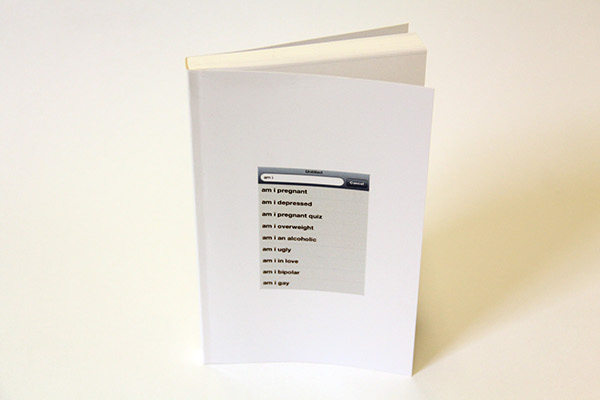 Untitled
am i
Cancel
am i pregnant
am i depressed
am i pregnant quiz
am i overweight
am i an alcoholic
am i ugly
am i in love
am i bipolar
am i gay